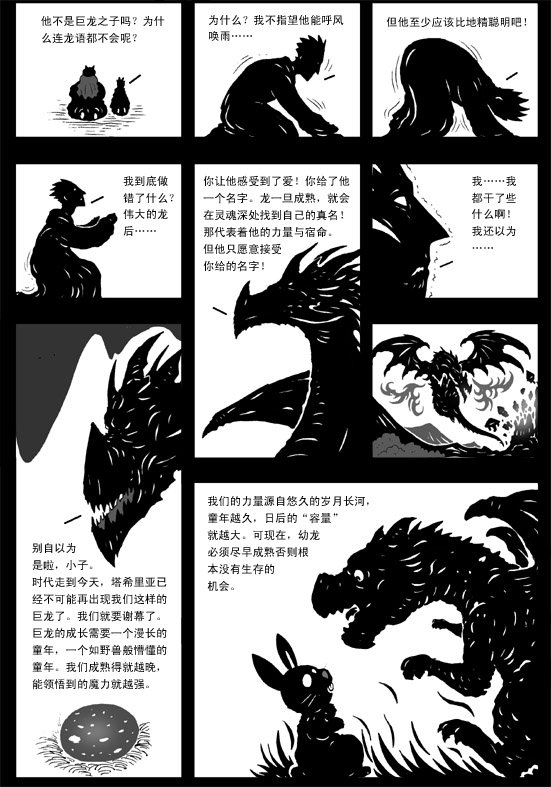 他不是巨龙之子吗？为什
么连龙语都不会呢？
为什么？我不指望他能呼风
唤雨……
但他至少应该比地精聪明吧！
我到底做
错了什么？
伟大的龙
后……
你让他感受到了爱！你给了他
一个名字。龙一旦成熟，就会
在灵魂深处找到自己的真名！
那代表着他的力量与宿命。
但他只愿意接受
你给的名字！
我……我
都干了些
什么啊！
我还以为
……
别自以为
是啦，小子。
时代走到今天，塔希里亚已
经不可能再出现我们这样的
巨龙了。我们就要谢幕了。
巨龙的成长需要一个漫长的
童年，一个如野兽般懵懂的
童年。我们成熟得就越晚，
能领悟到的魔力就越强。
我们的力量源自悠久的岁月长河，
童年越久，日后的“容量”
就越大。可现在，幼龙
必须尽早成熟否则根
本没有生存的
机会。